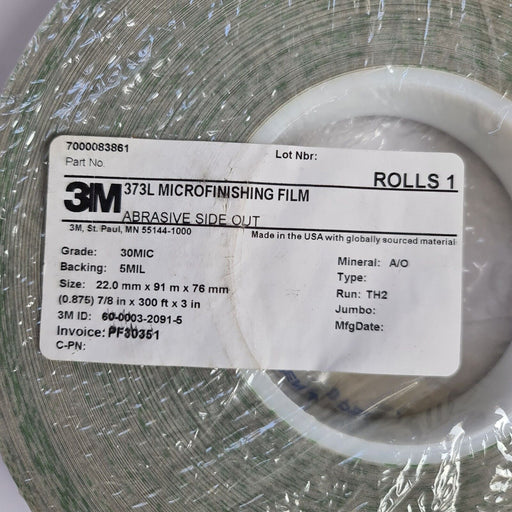 7000083861
Part No.
Lot Nbr:
ROLLS 1
3M 373L MICROFINISHING FILM
ABRASIVE SIDE OUT
3M, St. Paul, MN 55144-1000
Made in the USA with globally sourced material
Grade: 30MIC
Backing: 5MIL
Size: 22.0 mm x 91 m x 76 mm
(0.875) 7/8 in x 300 ft x 3 in
3M ID: 60-0003-2091-5
Invoice: PF30351
C-PN:
Mineral: A/O
Type:
Run: TH2
Jumbo:
MfgDate: